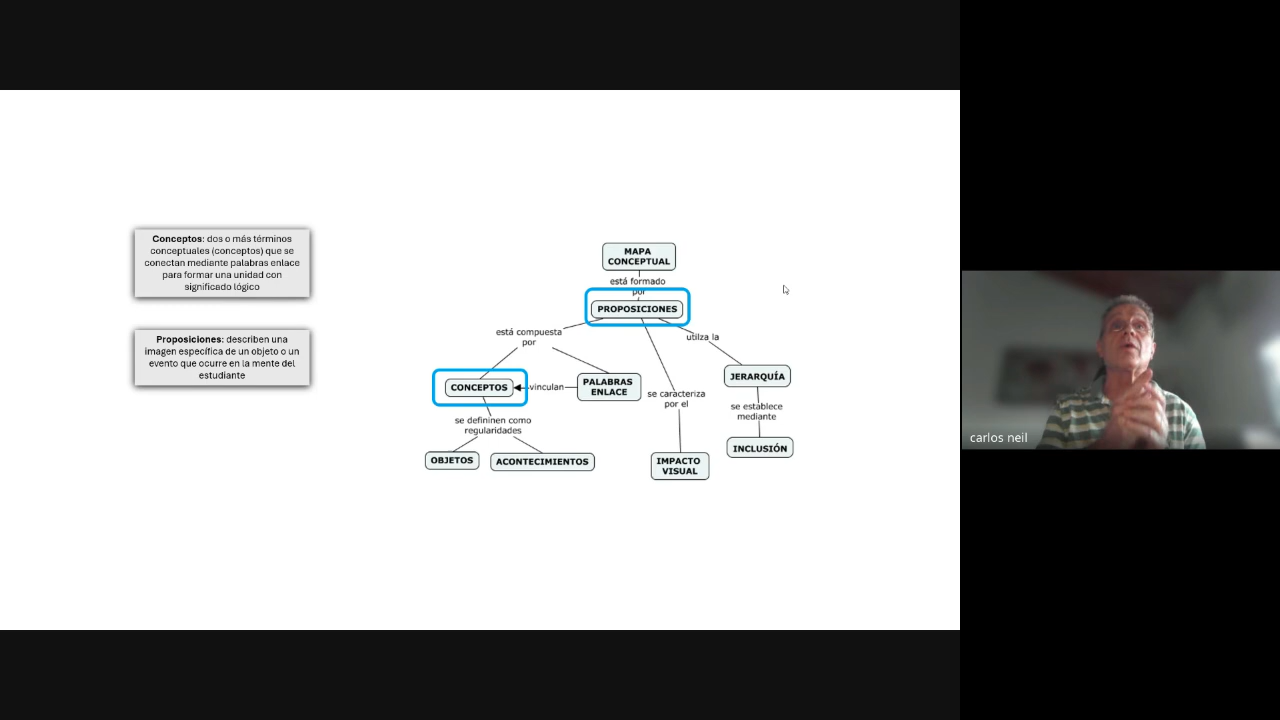 Conceptos: dos o más términos
conceptuales (conceptos) que se
conectan mediante palabras enlace
para formar una unidad con
significado lógico
Proposiciones: describen una
imagen específica de un objeto o un
evento que ocurre en la mente del
estudiante
MAPA
CONCEPTUAL
está formado
por
PROPOSICIONES
está compuesta
por
utilza la
CONCEPTOS
vinculan
PALABRAS
ENLACE
se caracteriza
por el
JERARQUÍA
se establece
mediante
se defininen como
regularidades
OBJETOS
ACONTECIMIENTOS
IMPACTO
VISUAL
INCLUSIÓN
carlos neil